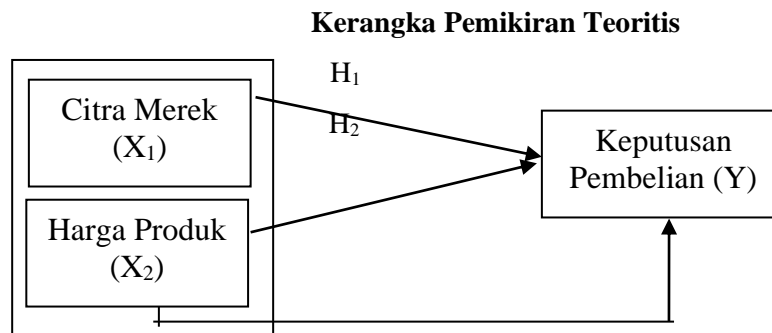 Kerangka Pemikiran Teoritis
H₁
Citra Merek
(X₁)
H₂
Keputusan
Pembelian (Y)
Harga Produk
(X₂)